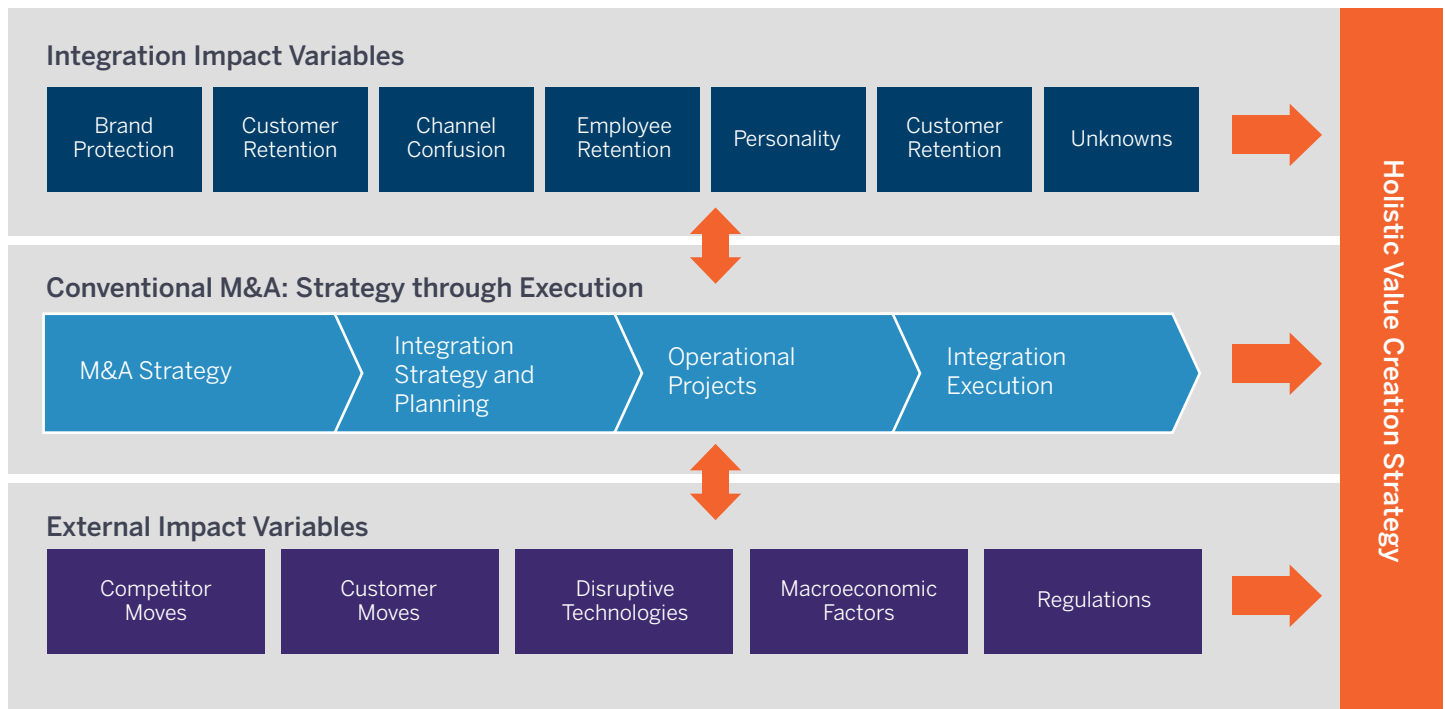 Integration Impact Variables
Brand
Protection
Customer
Retention
Channel
Confusion
Employee
Retention
Personality
Customer
Retention
Unknowns
Conventional M&A: Strategy through Execution
M&A Strategy
Integration
Strategy and
Planning
Operational
Projects
Integration
Execution
External Impact Variables
Competitor
Moves
Customer
Moves
Disruptive
Technologies
Macroeconomic
Factors
Regulations
Holistic Value Creation Strategy